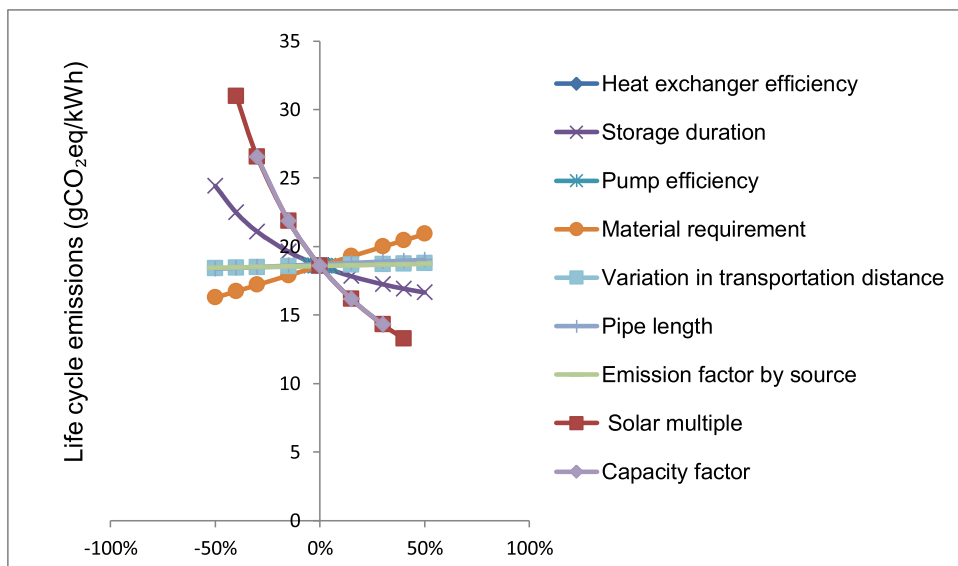 Life cycle emissions (gCO₂eq/kWh)
35
30
25
20
15
10
5
0
-100%
-50%
0%
50%
100%
Heat exchanger efficiency
Storage duration
Pump efficiency
Material requirement
Variation in transportation distance
Pipe length
Emission factor by source
Solar multiple
Capacity factor